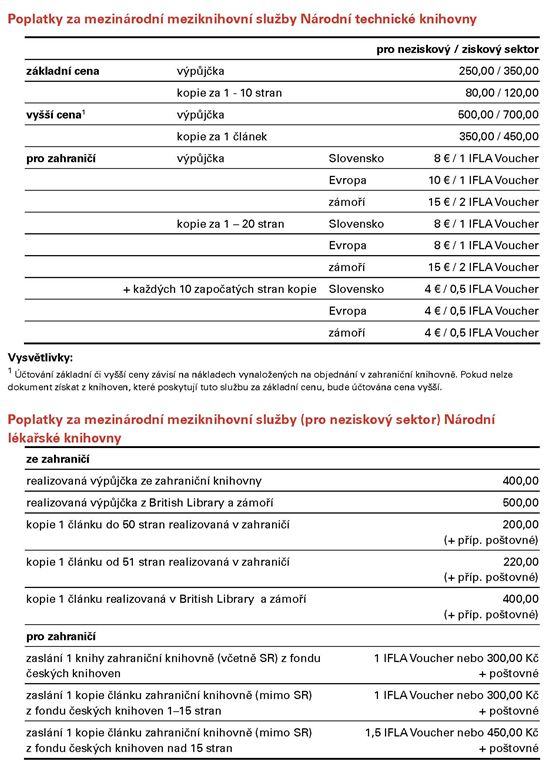 Poplatky za mezinárodní meziknihovní služby Národní technické knihovny
pro neziskový / ziskový sektor
základní cena výpůjčka 250,00 / 350,00
kopie za 1 - 10 stran 80,00 / 120,00
vyšší cena¹ výpůjčka 500,00 / 700,00
kopie za 1 článek 350,00 / 450,00
pro zahraničí výpůjčka Slovensko 8 € / 1 IFLA Voucher
Evropa 10 € / 1 IFLA Voucher
zámoří 15 € / 2 IFLA Voucher
kopie za 1 – 20 stran Slovensko 8 € / 1 IFLA Voucher
Evropa 8 € / 1 IFLA Voucher
zámoří 15 € / 2 IFLA Voucher
+ každých 10 započatých stran kopie Slovensko 4 € / 0,5 IFLA Voucher
Evropa 4 € / 0,5 IFLA Voucher
zámoří 4 € / 0,5 IFLA Voucher
Vysvětlivky:
¹ Účtování základní či vyšší ceny závisí na nákladech vynaložených na objednání v zahraniční knihovně. Pokud nelze
dokument získat z knihoven, které poskytují tuto službu za základní cenu, bude účtována cena vyšší.
Poplatky za mezinárodní meziknihovní služby (pro neziskový sektor) Národní
lékařské knihovny
ze zahraničí
realizovaná výpůjčka ze zahraniční knihovny 400,00
realizovaná výpůjčka z British Library a zámoří 500,00
kopie 1 článku do 50 stran realizovaná v zahraničí 200,00
(+ příp. poštovné)
kopie 1 článku od 51 stran realizovaná v zahraničí 220,00
(+ příp. poštovné)
kopie 1 článku realizovaná v British Library a zámoří 400,00
(+ příp. poštovné)
pro zahraničí
zaslání 1 knihy zahraniční knihovně (včetně SR) z fondu 1 IFLA Voucher nebo 300,00 Kč
českých knihoven + poštovné
zaslání 1 kopie článku zahraniční knihovně (mimo SR) 1 IFLA Voucher nebo 300,00 Kč
z fondu českých knihoven 1–15 stran + poštovné
zaslání 1 kopie článku zahraniční knihovně (mimo SR) 1,5 IFLA Voucher nebo 450,00 Kč
z fondu českých knihoven nad 15 stran + poštovné